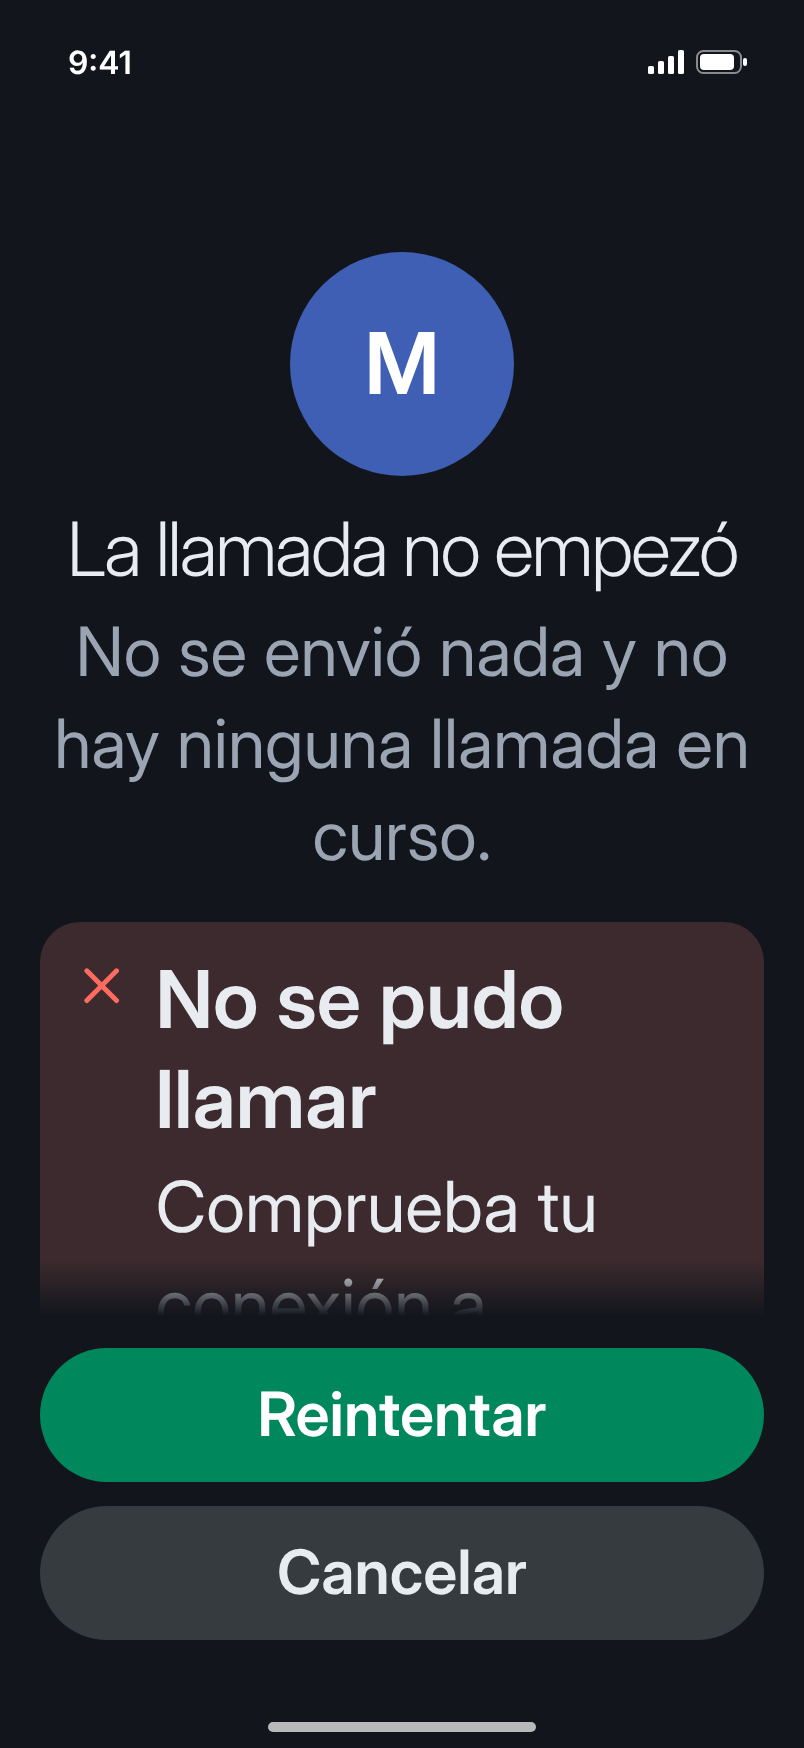 9:41
M
La llamada no empezó
No se envió nada y no
hay ninguna llamada en
curso.
No se pudo
llamar
Comprueba tu
conexión a
Reintentar
Cancelar